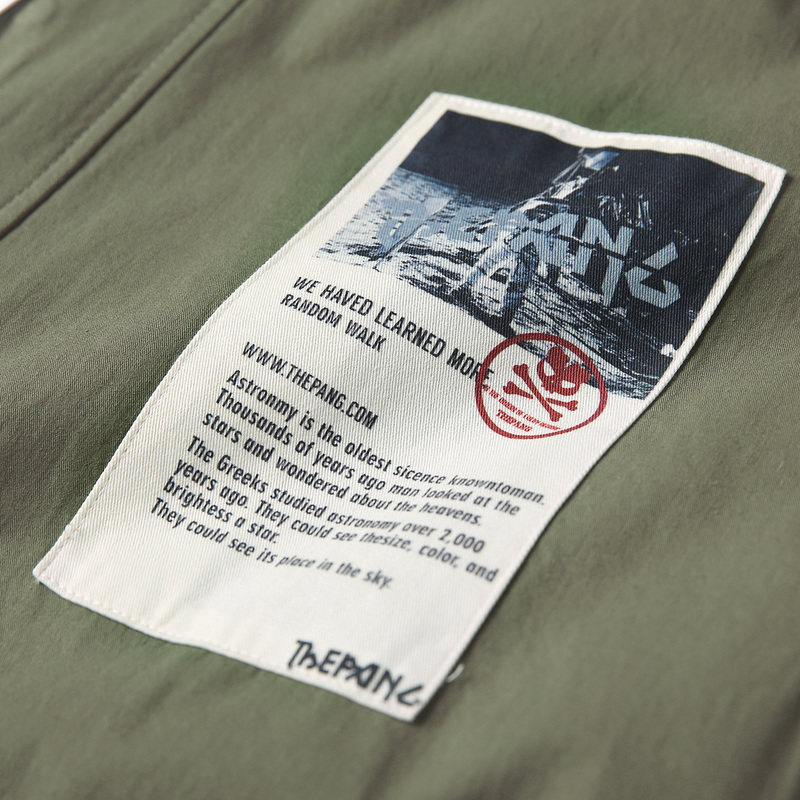 THEPANG
WE HAVED LEARNED MORE
RANDOM WALK
THEPANG
WWW.THEPANG.COM
Astronmy is the oldest sicence knowntoman.
Thousands of years ago man looked at the
stars and wondered about the heavens.
The Greeks studied astronomy over 2,000
years ago. They could see thesize, color, and
brightess a star.
They could see its place in the sky.
THEPANG